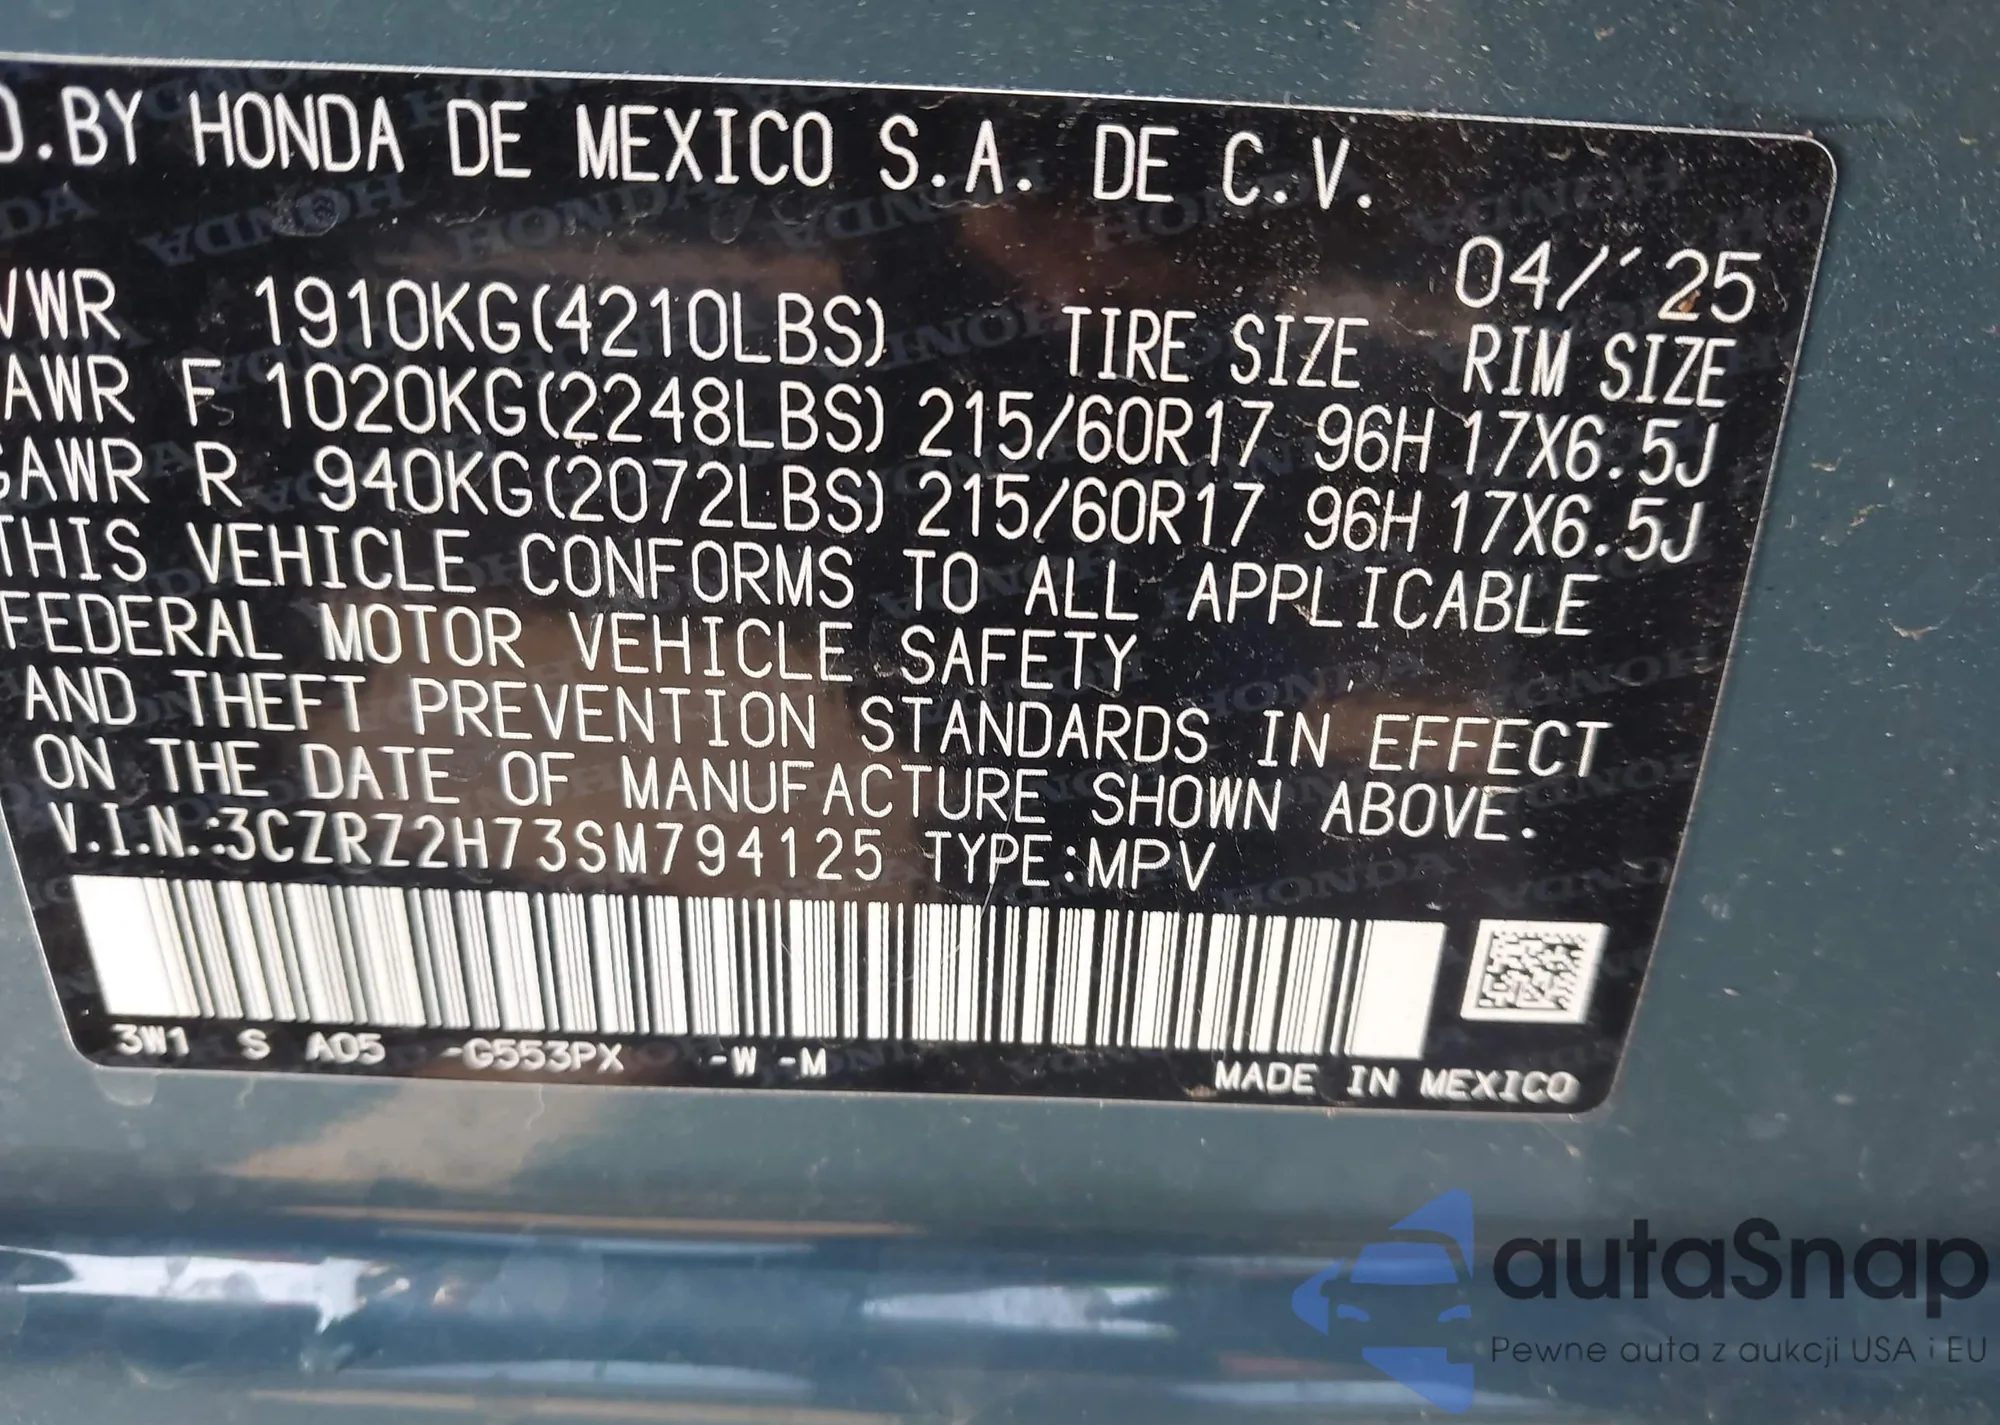 D.BY HONDA DE MEXICO S.A. DE C.V.
04/´25
VWR 1910KG(4210LBS) TIRE SIZE RIM SIZE
AWR F 1020KG(2248LBS) 215/60R17 96H 17X6.5J
GAWR R 940KG(2072LBS) 215/60R17 96H 17X6.5J
THIS VEHICLE CONFORMS TO ALL APPLICABLE
FEDERAL MOTOR VEHICLE SAFETY
AND THEFT PREVENTION STANDARDS IN EFFECT
ON THE DATE OF MANUFACTURE SHOWN ABOVE.
V.I.N.:3CZRZ2H73SM794125 TYPE:MPV
3W1 S A05 -G553PX -W -M
MADE IN MEXICO
autaSnap
Pewne auta z aukcji USA i EU